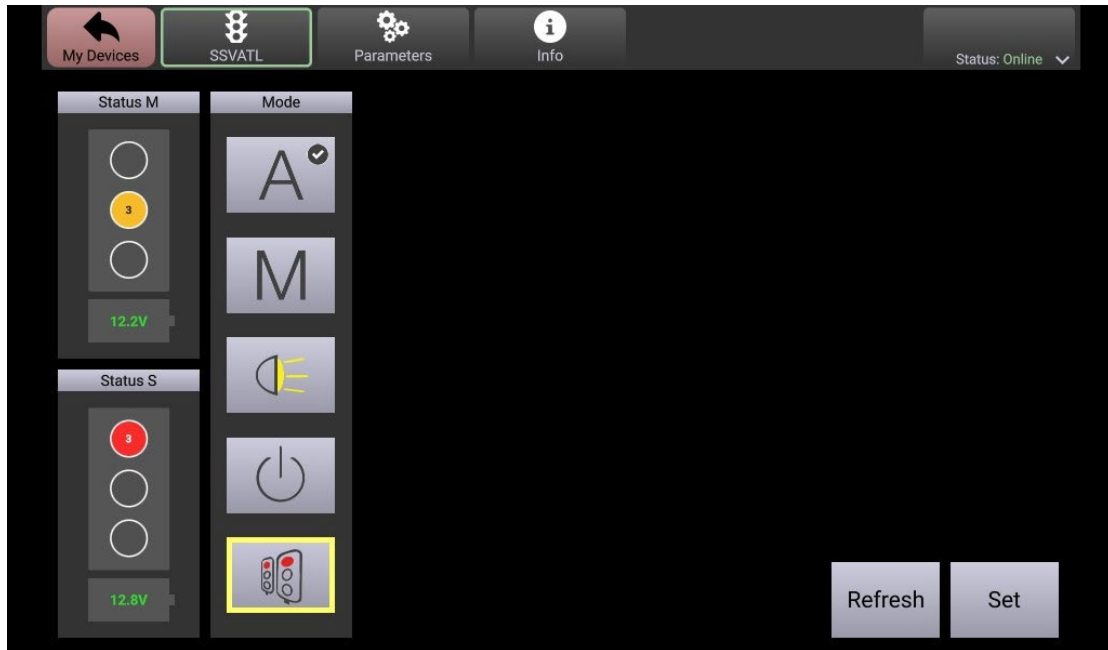 My Devices
SSVATL
Parameters
Info
Status: Online
Status M
3
12.2V
Status S
3
12.8V
Mode
A
M
Refresh
Set